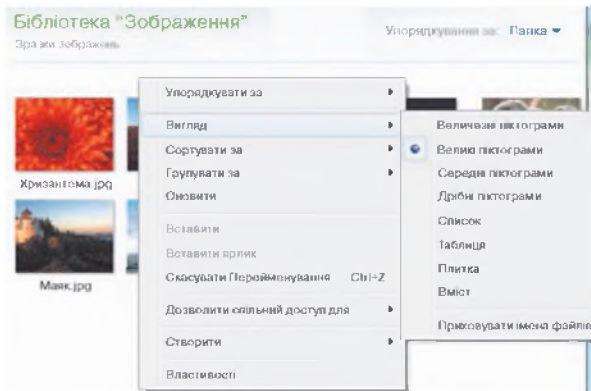 Бібліотека "Зображення"
Зразки зображень
Упорядкування за: Папка
Упорядкувати за
Вигляд
Сортувати за
Групувати за
Оновити
Вставити
Вставити ярлик
Скасувати Перейменування Ctrl+Z
Дозволити спільний доступ для
Створити
Властивості
Величезні піктограми
Великі піктограми
Середні піктограми
Дрібні піктограми
Список
Таблиця
Плитка
Вміст
Приховувати імена файлів
Хризантема.jpg
Маяк.jpg